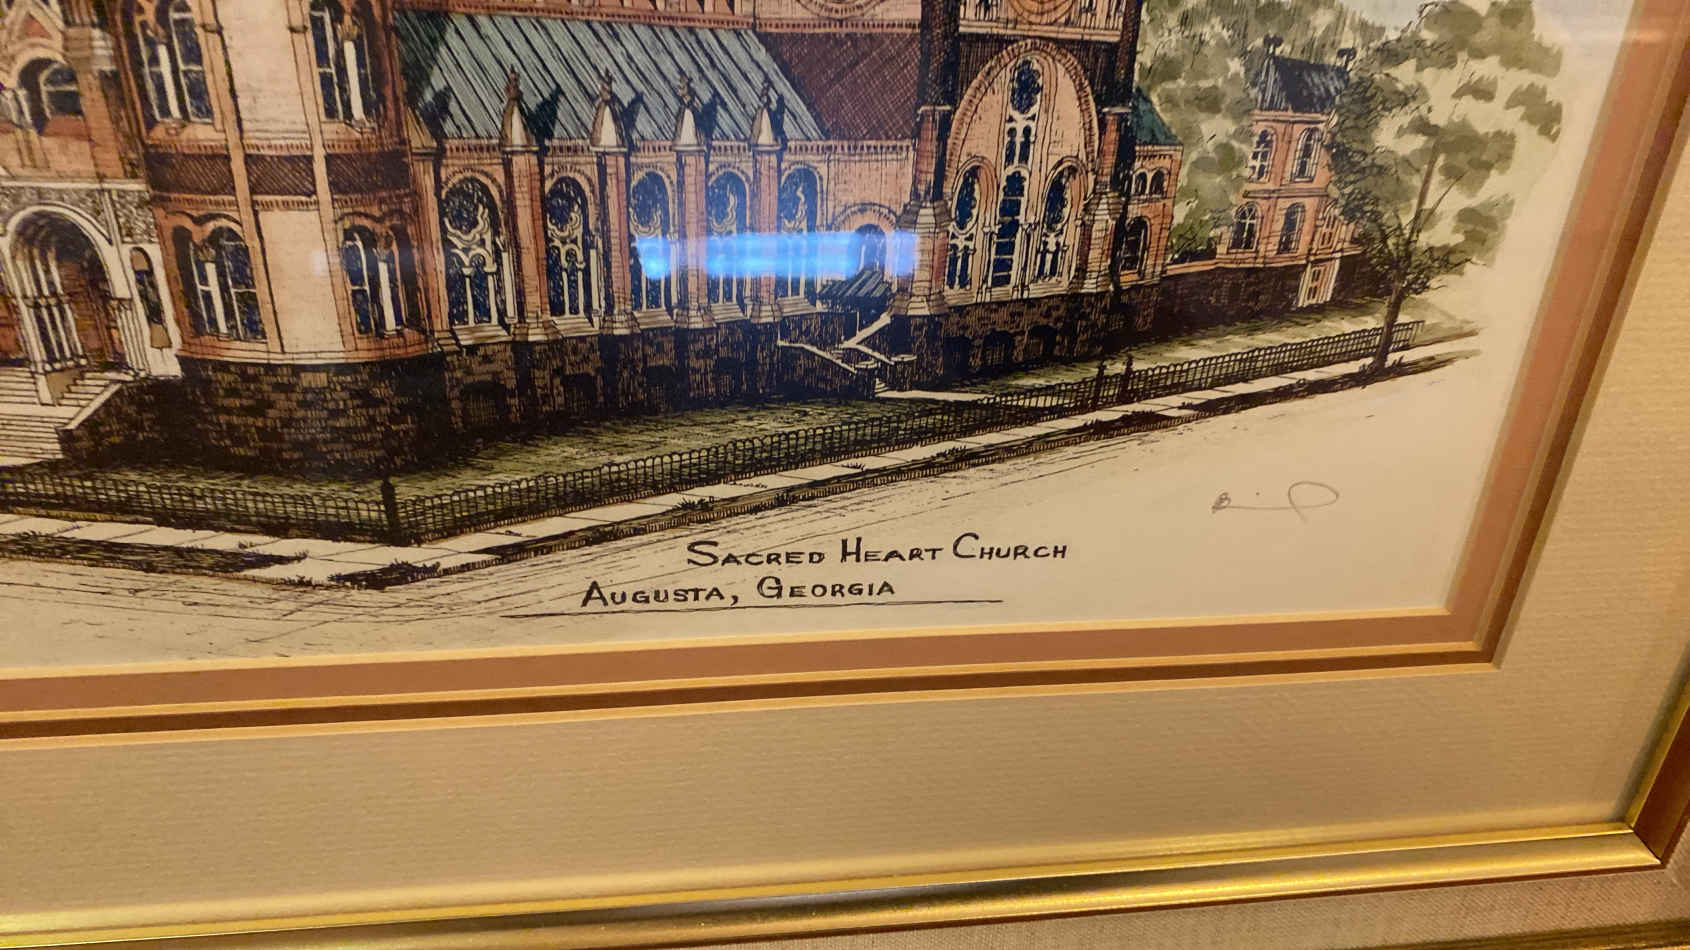 Sacred Heart Church
Augusta, Georgia